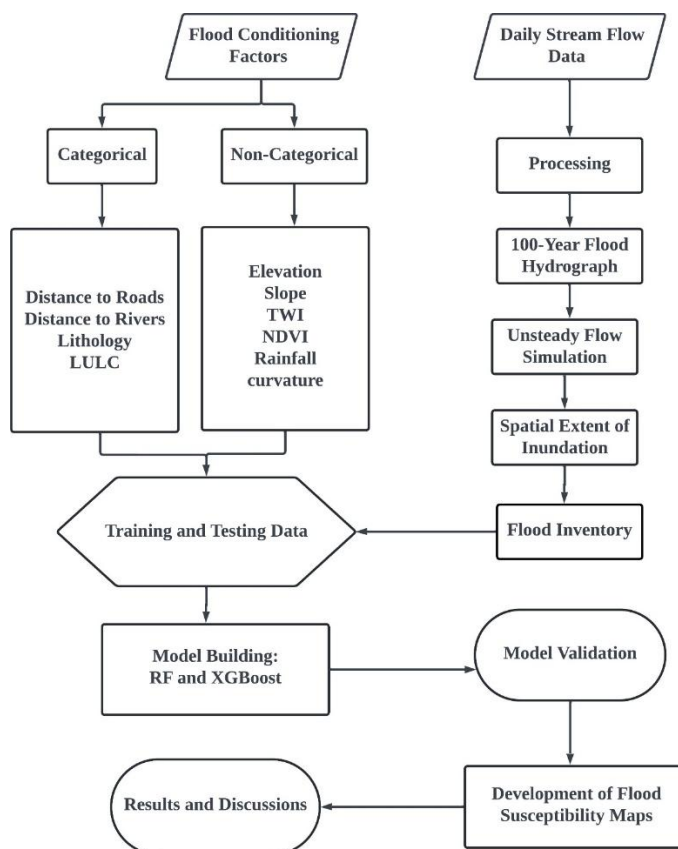 Flood Conditioning
Factors
Daily Stream Flow
Data
Categorical
Non-Categorical
Processing
Distance to Roads
Distance to Rivers
Lithology
LULC
Elevation
Slope
TWI
NDVI
Rainfall
curvature
100-Year Flood
Hydrograph
Unsteady Flow
Simulation
Spatial Extent of
Inundation
Training and Testing Data
Flood Inventory
Model Building:
RF and XGBoost
Model Validation
Results and Discussions
Development of Flood
Susceptibility Maps